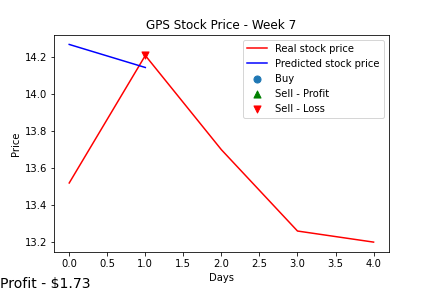 GPS Stock Price - Week 7
Real stock price
Predicted stock price
Buy
Sell - Profit
Sell - Loss
Price
14.2
14.0
13.8
13.6
13.4
13.2
0.0 0.5 1.0 1.5 2.0 2.5 3.0 3.5 4.0
Days
Profit - $1.73